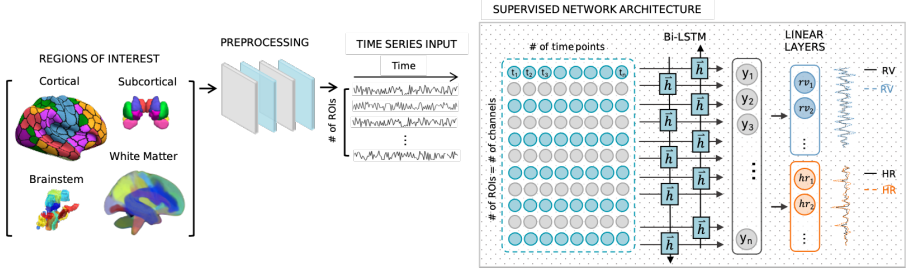 SUPERVISED NETWORK ARCHITECTURE
REGIONS OF INTEREST
Cortical
Subcortical
White Matter
Brainstem
PREPROCESSING
TIME SERIES INPUT
Time
# of ROIs
...
# of time points
# of ROIs = # of channels
t1 t2 t3 tn
Bi-LSTM
h
h
h
h
h
h
h
h
y1
y2
y3
...
yn
LINEAR
LAYERS
rv1
rv2
...
hr1
hr2
...
RV
RV
HR
HR